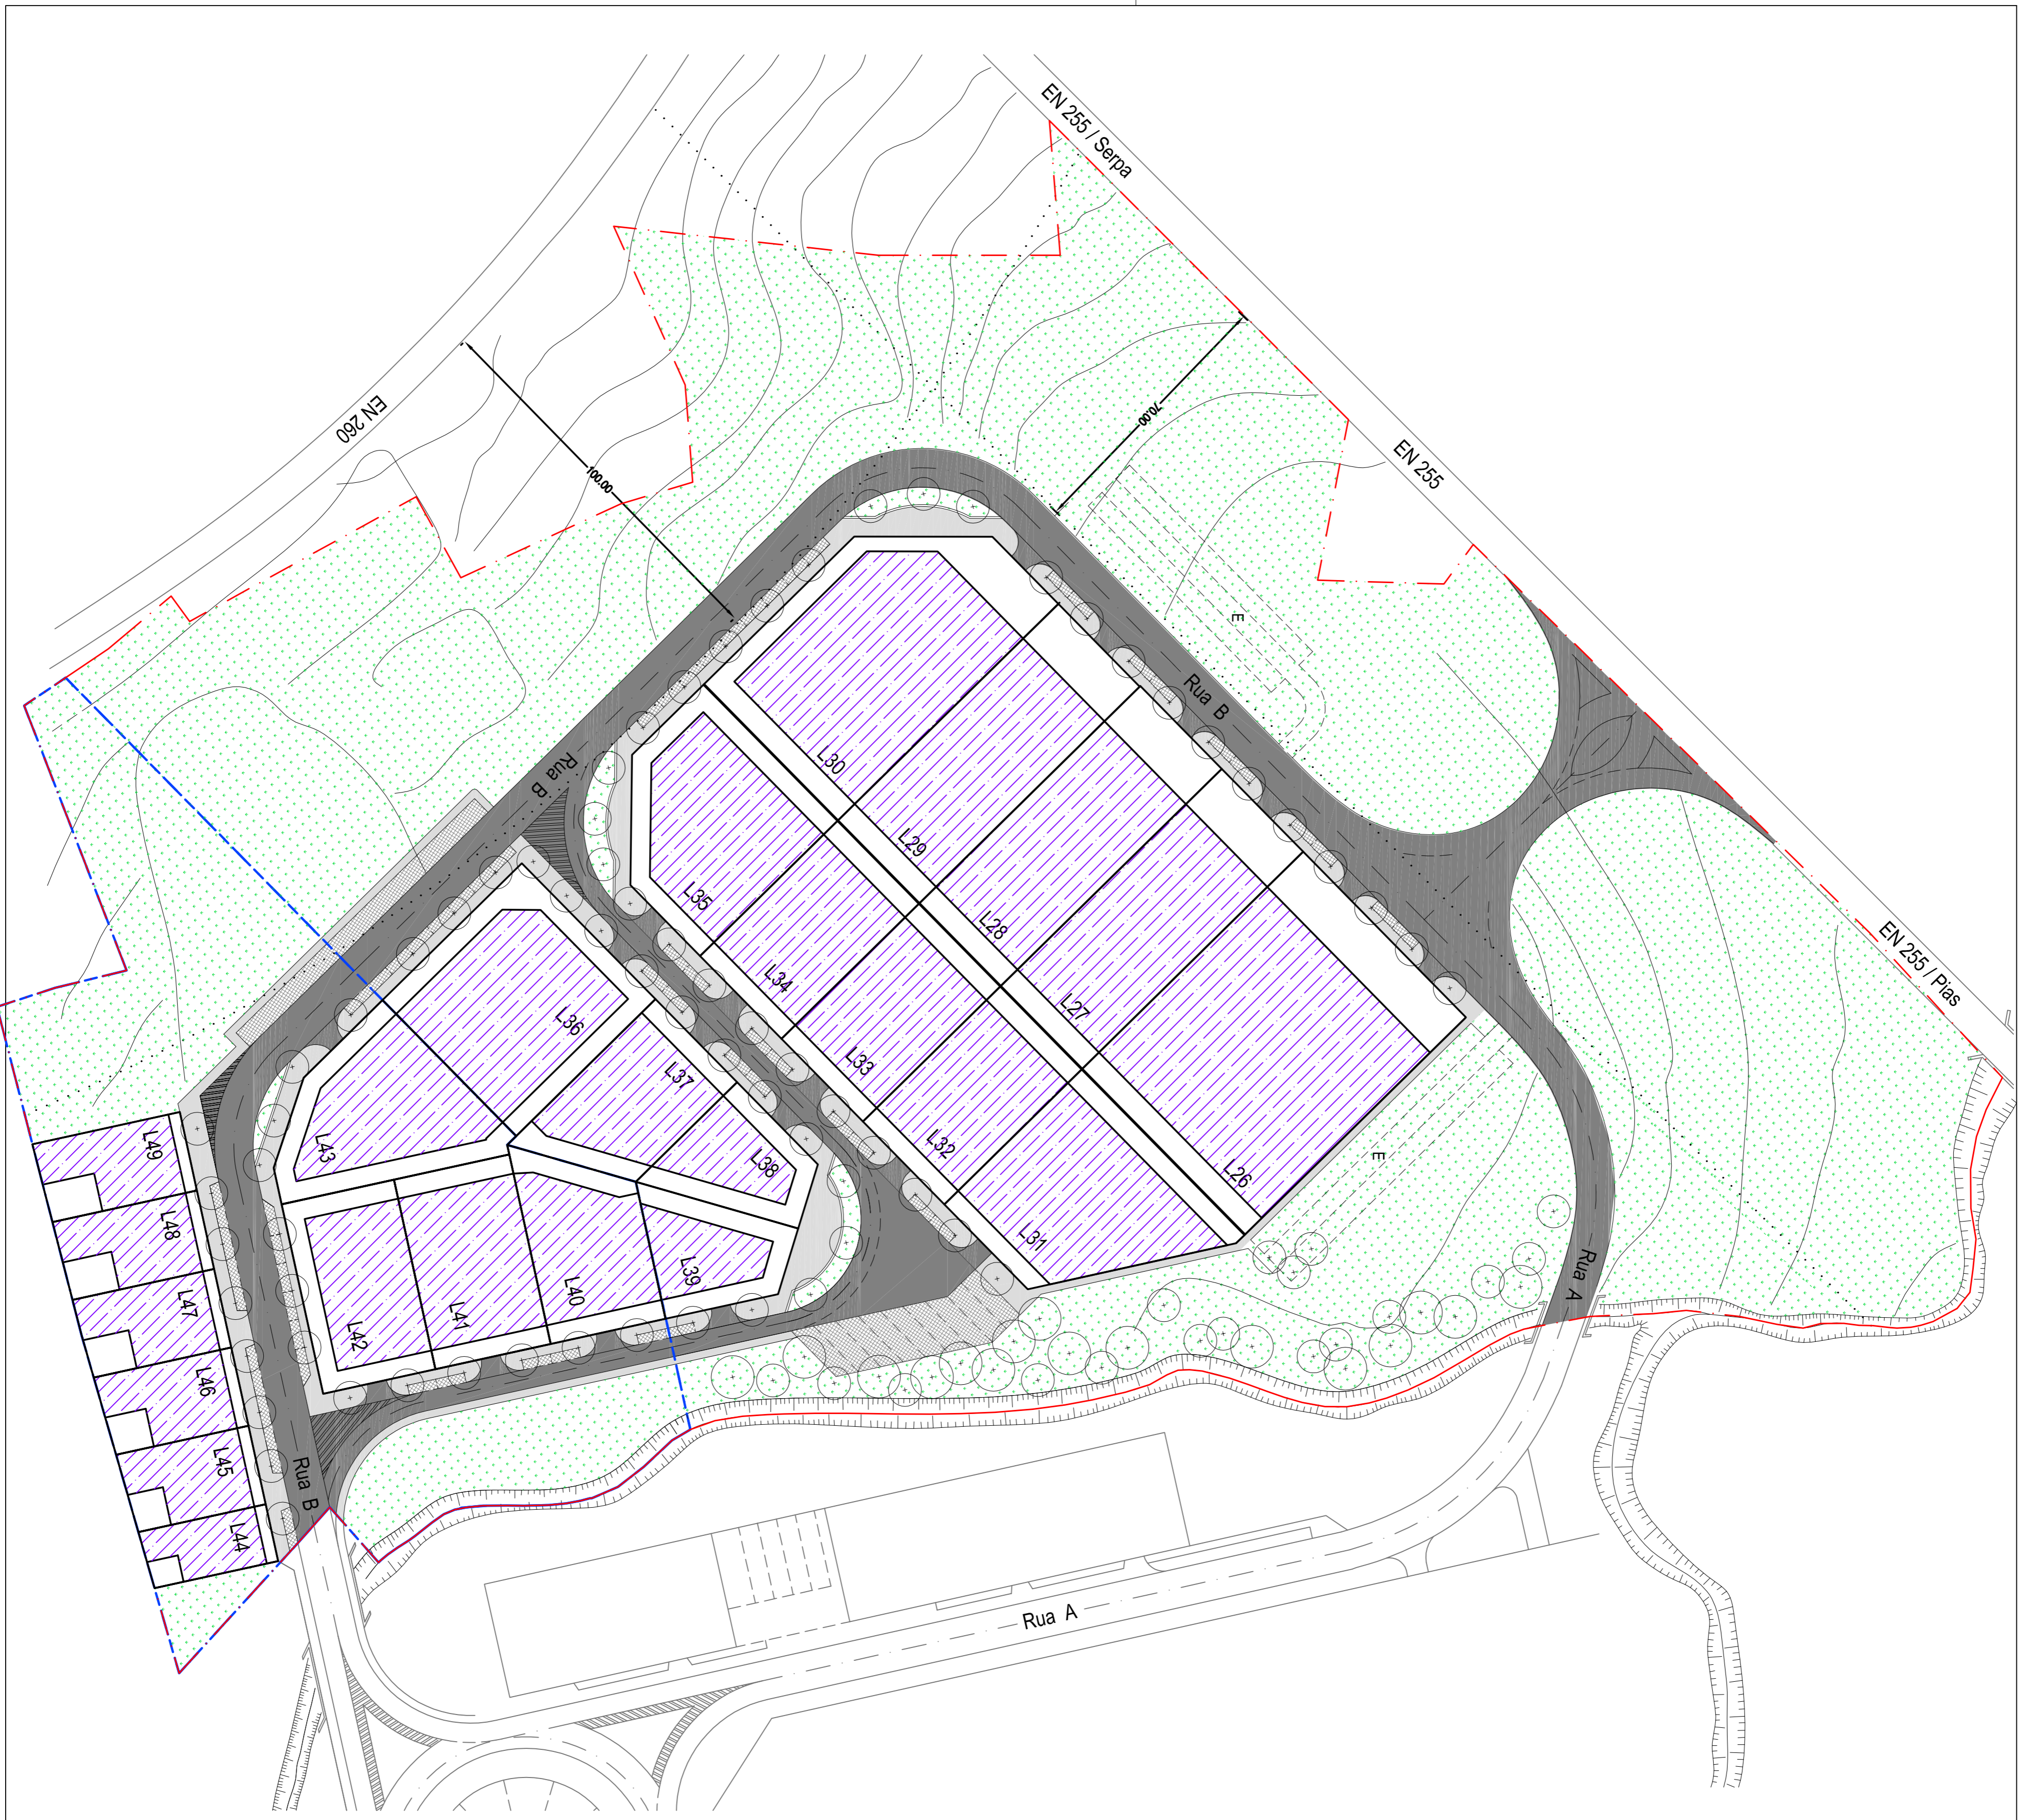 EN 255 / Serpa
EN 260
EN 255
100.00
70.00
E
Rua B
Rua B
L30
L29
L28
L27
L26
L35
L34
L33
L32
L31
EN 255 / Pias
L36
L37
L38
L43
L42
L41
L40
L39
L49
L48
L47
L46
L45
L44
E
Rua A
Rua B
Rua A